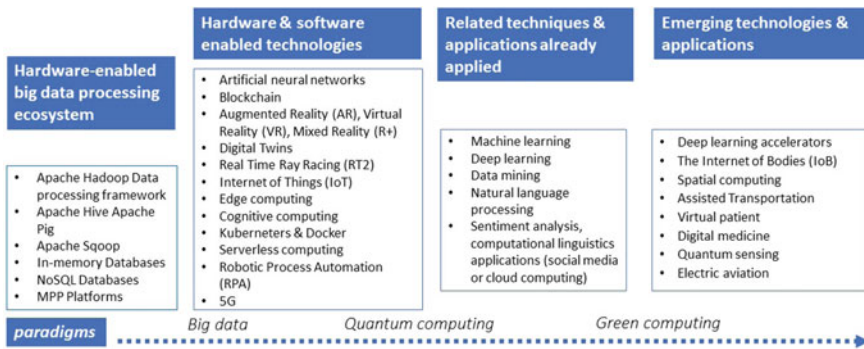 Hardware-enabled
big data processing
ecosystem
• Apache Hadoop Data
processing framework
• Apache Hive Apache
Pig
• Apache Sqoop
• In-memory Databases
• NoSQL Databases
• MPP Platforms
Hardware & software
enabled technologies
• Artificial neural networks
• Blockchain
• Augmented Reality (AR), Virtual
Reality (VR), Mixed Reality (R+)
• Digital Twins
• Real Time Ray Racing (RT2)
• Internet of Things (IoT)
• Edge computing
• Cognitive computing
• Kuberneters & Docker
• Serverless computing
• Robotic Process Automation
(RPA)
• 5G
Related techniques &
applications already
applied
• Machine learning
• Deep learning
• Data mining
• Natural language
processing
• Sentiment analysis,
computational linguistics
applications (social media
or cloud computing)
Emerging technologies &
applications
• Deep learning accelerators
• The Internet of Bodies (IoB)
• Spatial computing
• Assisted Transportation
• Virtual patient
• Digital medicine
• Quantum sensing
• Electric aviation
paradigms
Big data
Quantum computing
Green computing